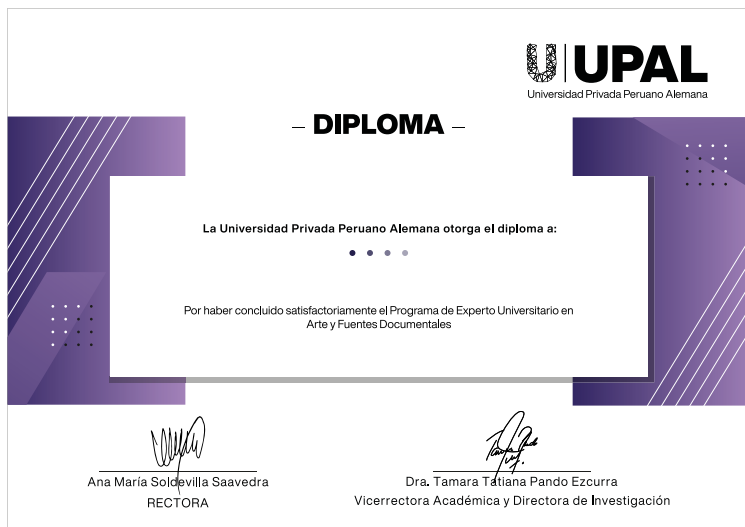 UPAL
Universidad Privada Peruano Alemana
– DIPLOMA –
La Universidad Privada Peruano Alemana otorga el diploma a:
Por haber concluido satisfactoriamente el Programa de Experto Universitario en
Arte y Fuentes Documentales
Ana María Soldevilla Saavedra
RECTORA
Dra. Tamara Tatiana Pando Ezcurra
Vicerrectora Académica y Directora de Investigación